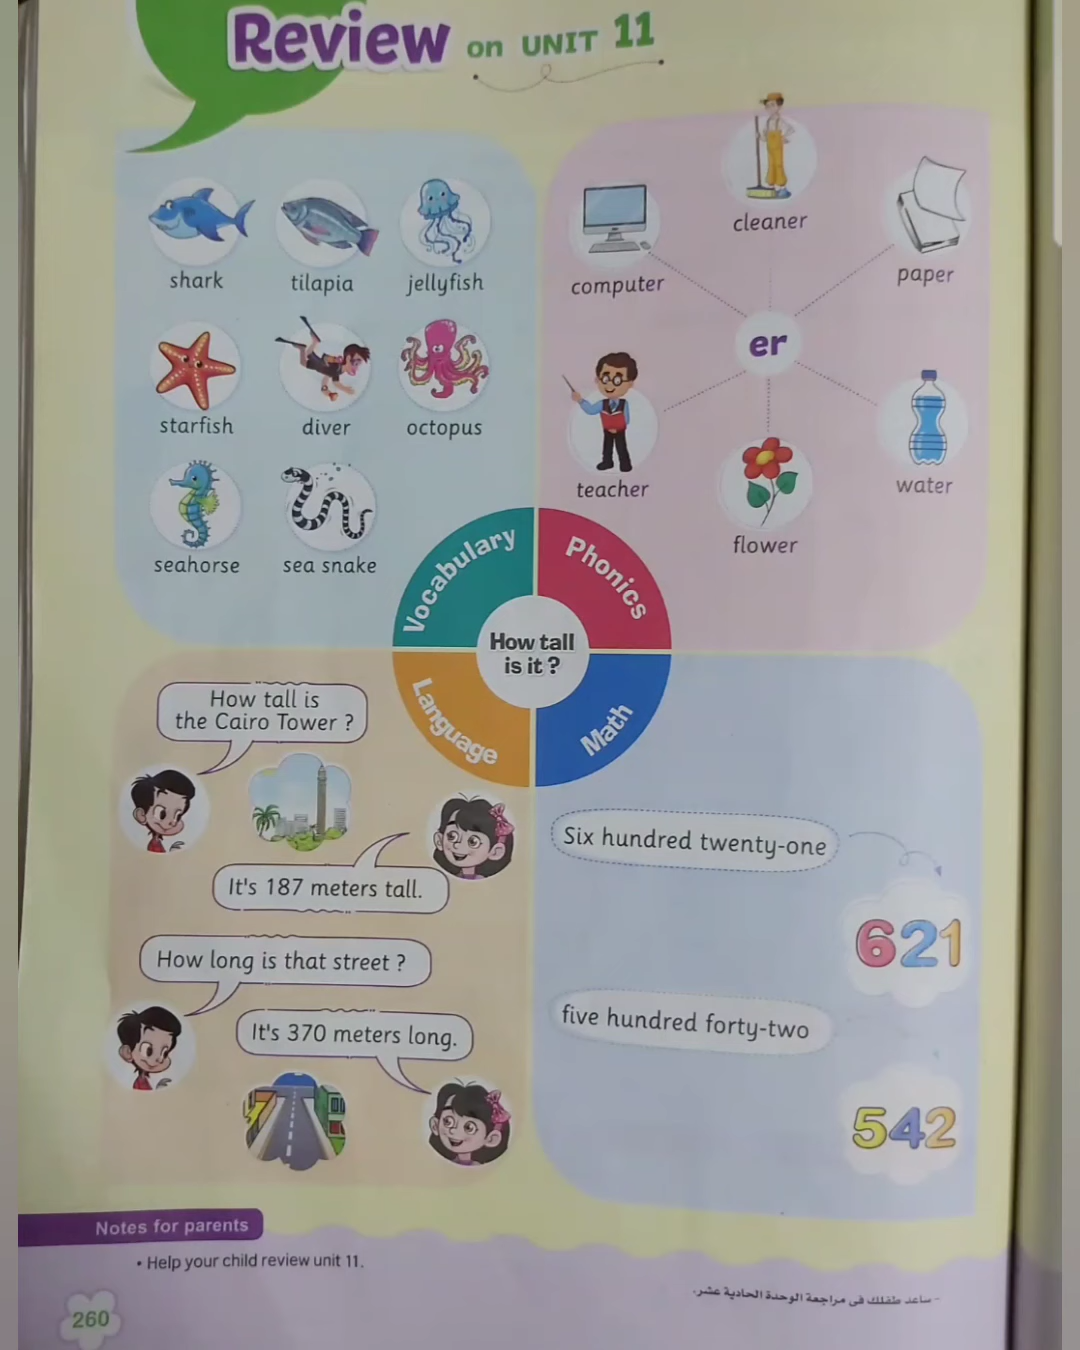 Review on UNIT 11
shark
tilapia
jellyfish
starfish
diver
octopus
seahorse
sea snake
cleaner
computer
paper
er
teacher
water
flower
Vocabulary
Phonics
How tall
is it ?
Language
Math
How tall is
the Cairo Tower ?
It's 187 meters tall.
How long is that street ?
It's 370 meters long.
Six hundred twenty-one
621
five hundred forty-two
542
Notes for parents
• Help your child review unit 11.
- ساعد طفلك فى مراجعة الوحدة الحادية عشر.
260